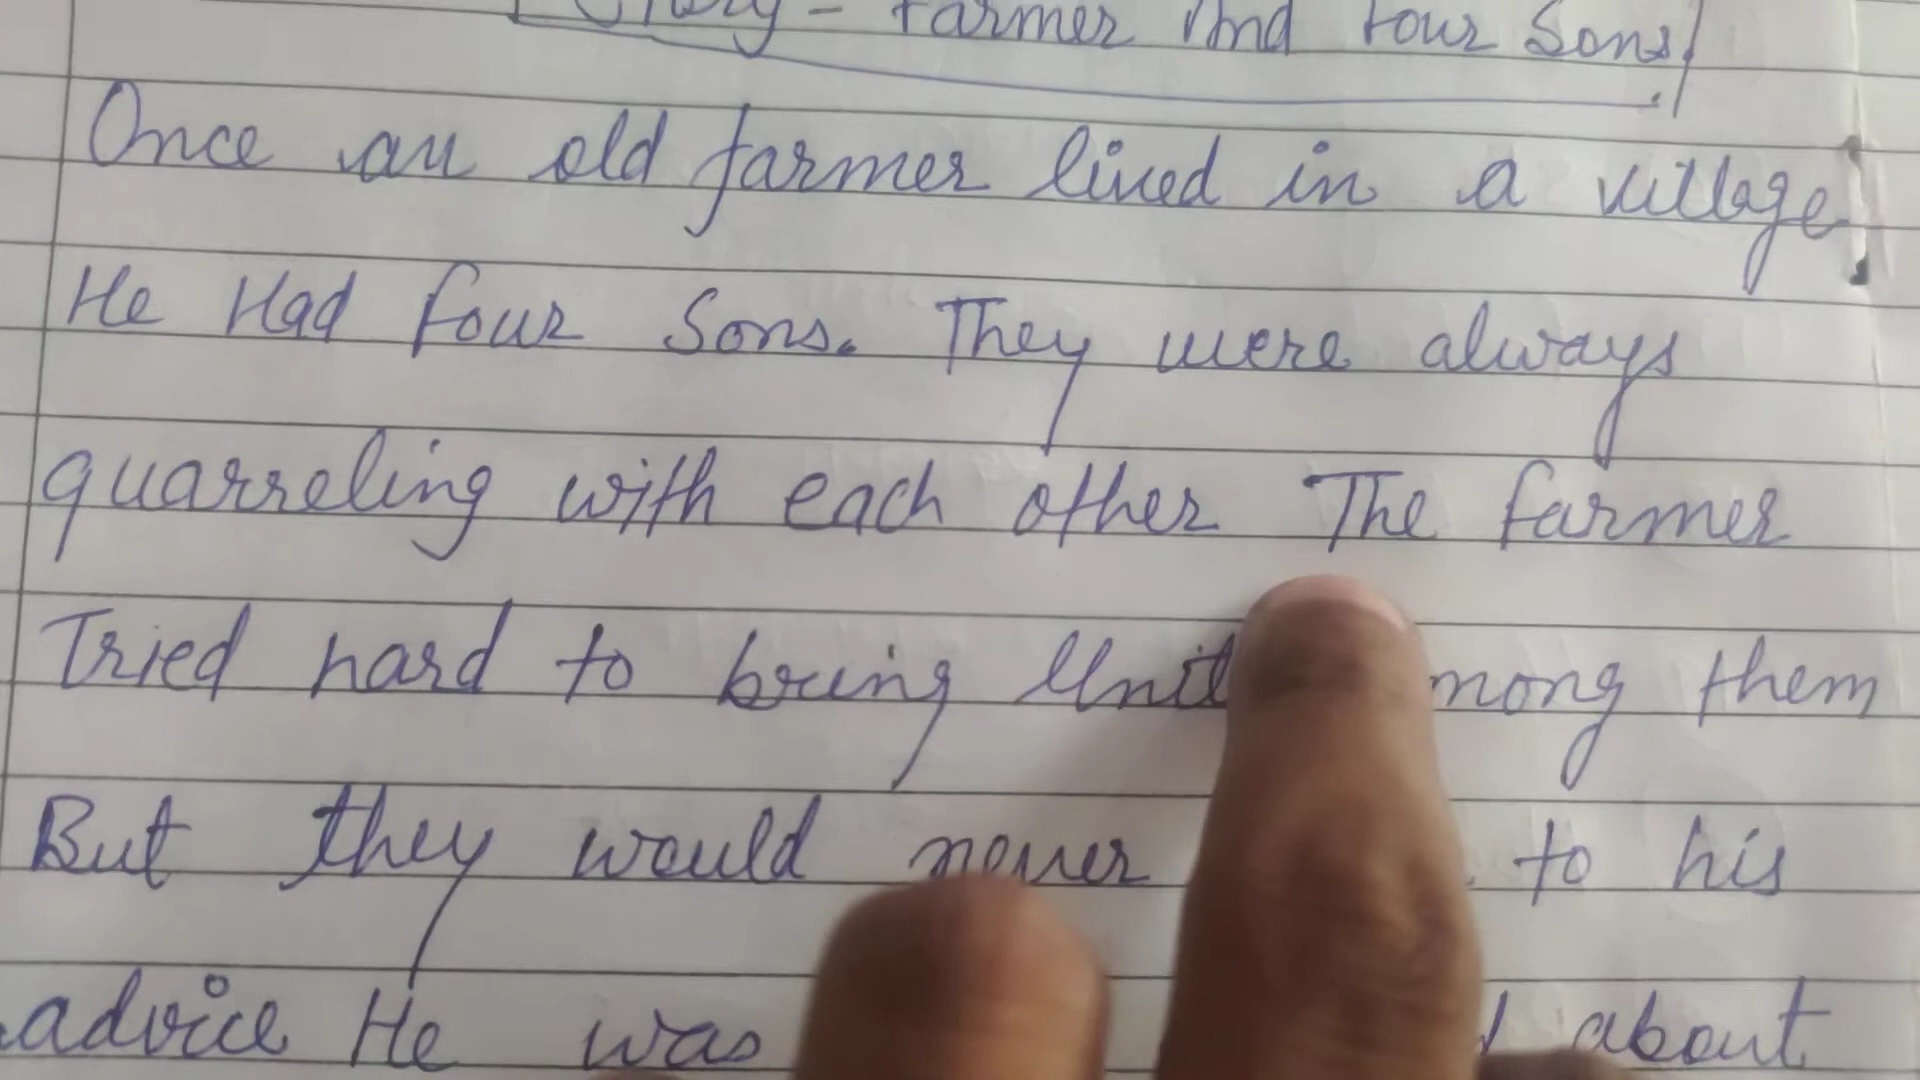 Story - Farmer And Four Sons
Once an old farmer lived in a village
He Had four Sons. They were always
quarreling with each other The farmer
Tried hard to bring them
But they would never to his
advice He was about